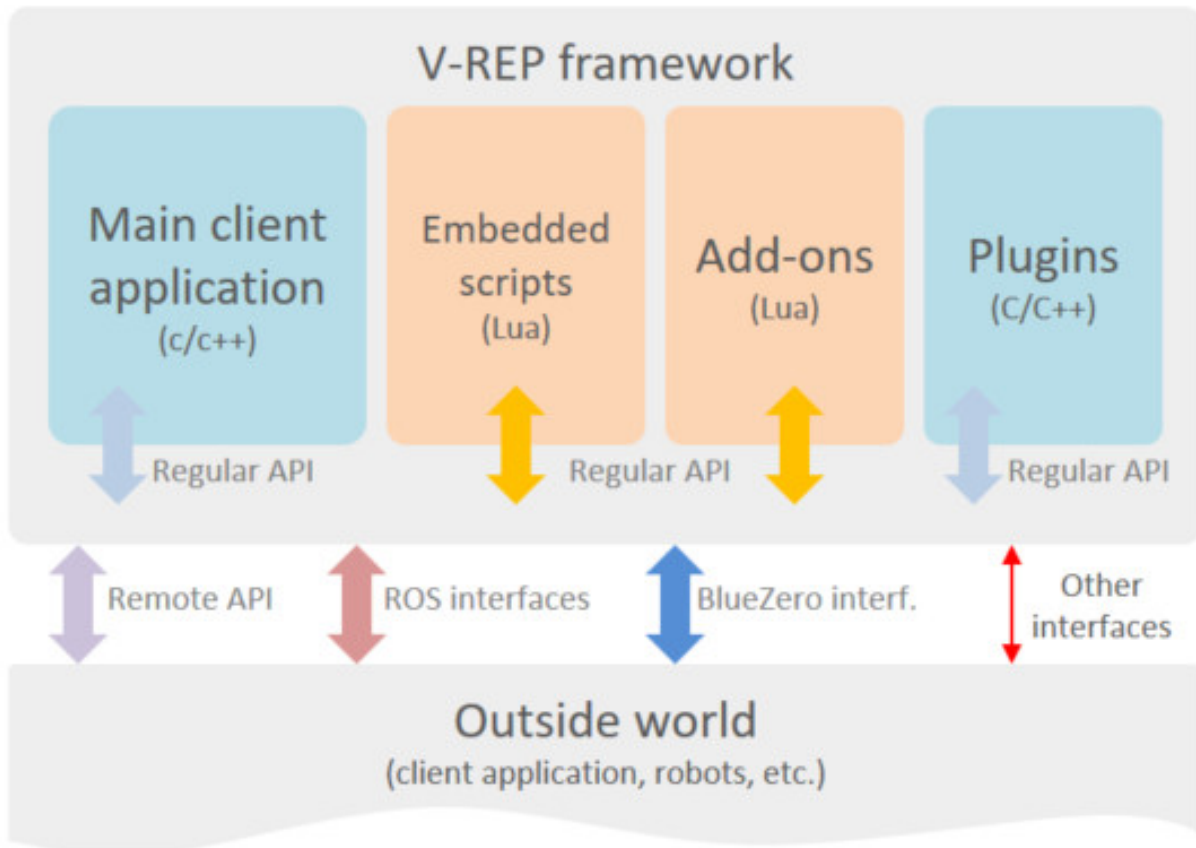 V-REP framework
Main client
application
(c/c++)
Embedded
scripts
(Lua)
Add-ons
(Lua)
Plugins
(C/C++)
Regular API
Regular API
Regular API
Remote API
ROS interfaces
BlueZero interf.
Other
interfaces
Outside world
(client application, robots, etc.)